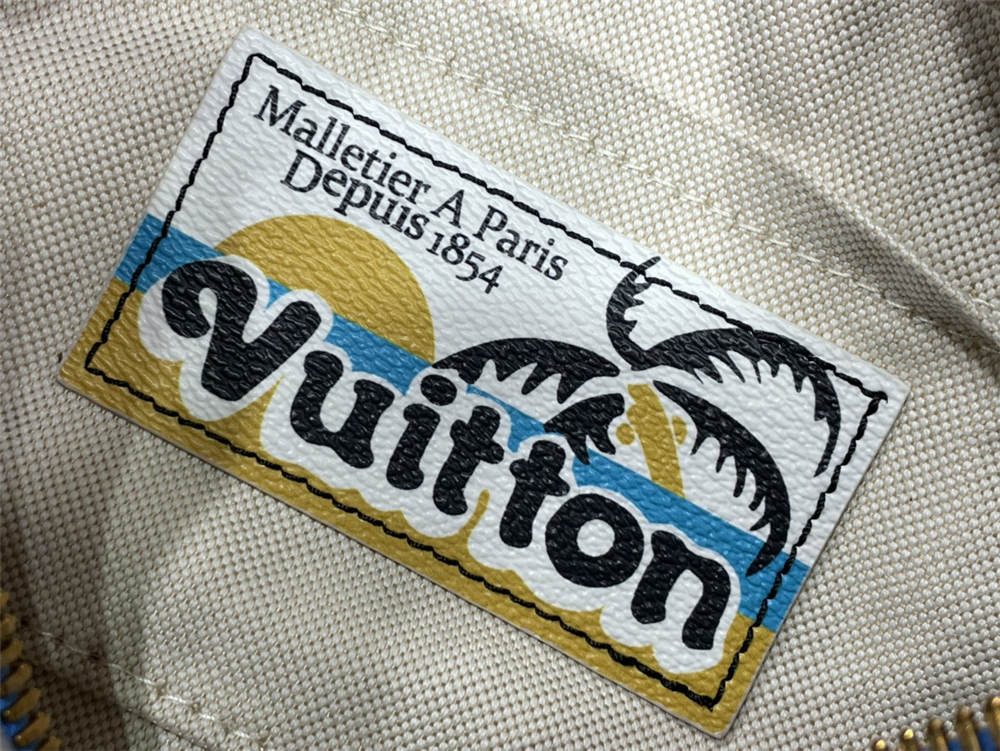 Malletier A Paris
Depuis 1854
Vuitton